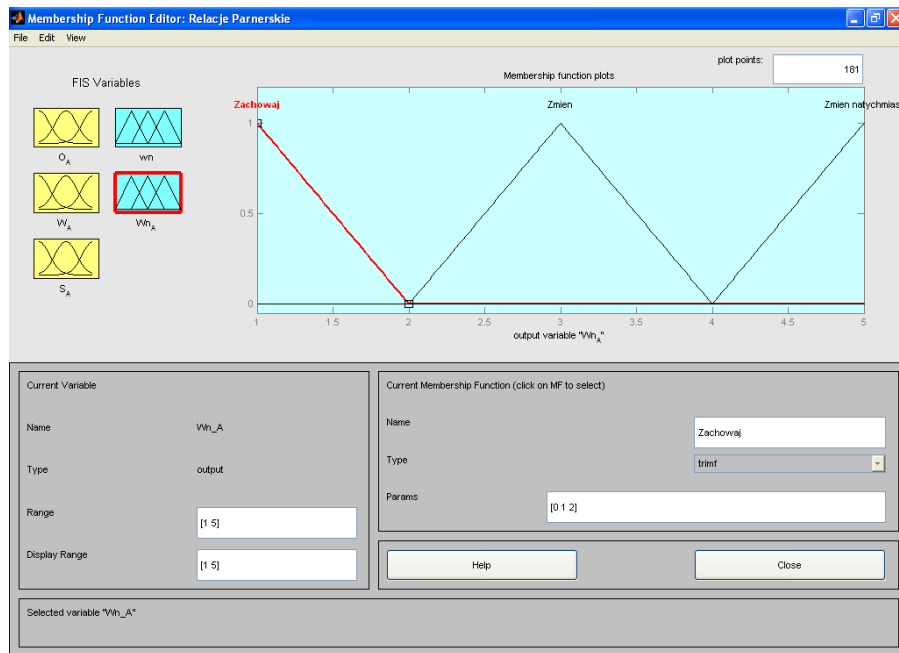 Membership Function Editor: Relacje Parnerskie
File Edit View
FIS Variables
Membership function plots
plot points:
181
O_A
wn
W_A
Wn_A
S_A
Zachowaj
Zmien
Zmien natychmias
1
0.5
0
1 1.5 2 2.5 3 3.5 4 4.5 5
output variable "Wn_A"
Current Variable
Name Wn_A
Type output
Range [1 5]
Display Range [1 5]
Current Membership Function (click on MF to select)
Name Zachowaj
Type trimf
Params [0 1 2]
Help
Close
Selected variable "Wn_A"